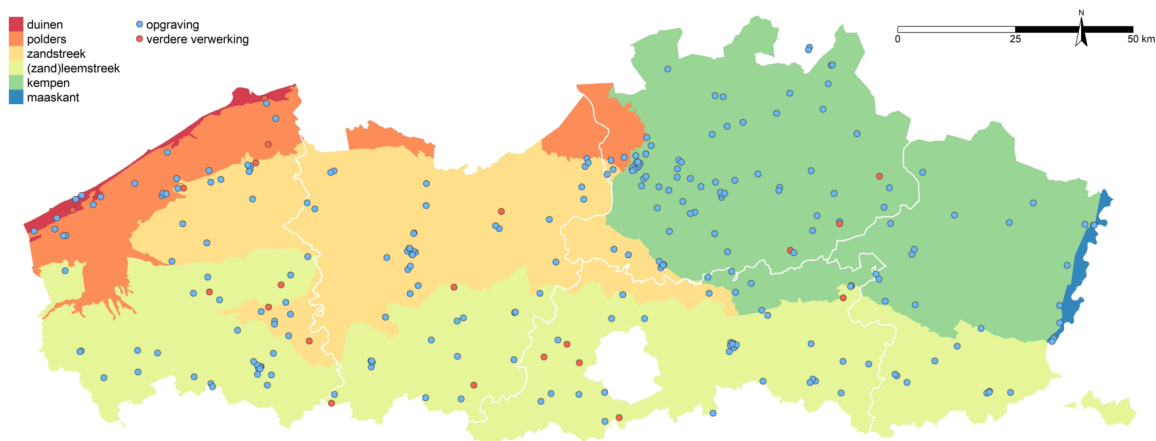 duinen
polders
zandstreek
(zand)leemstreek
kempen
maaskant
opgraving
verdere verwerking
N
0 25 50 km